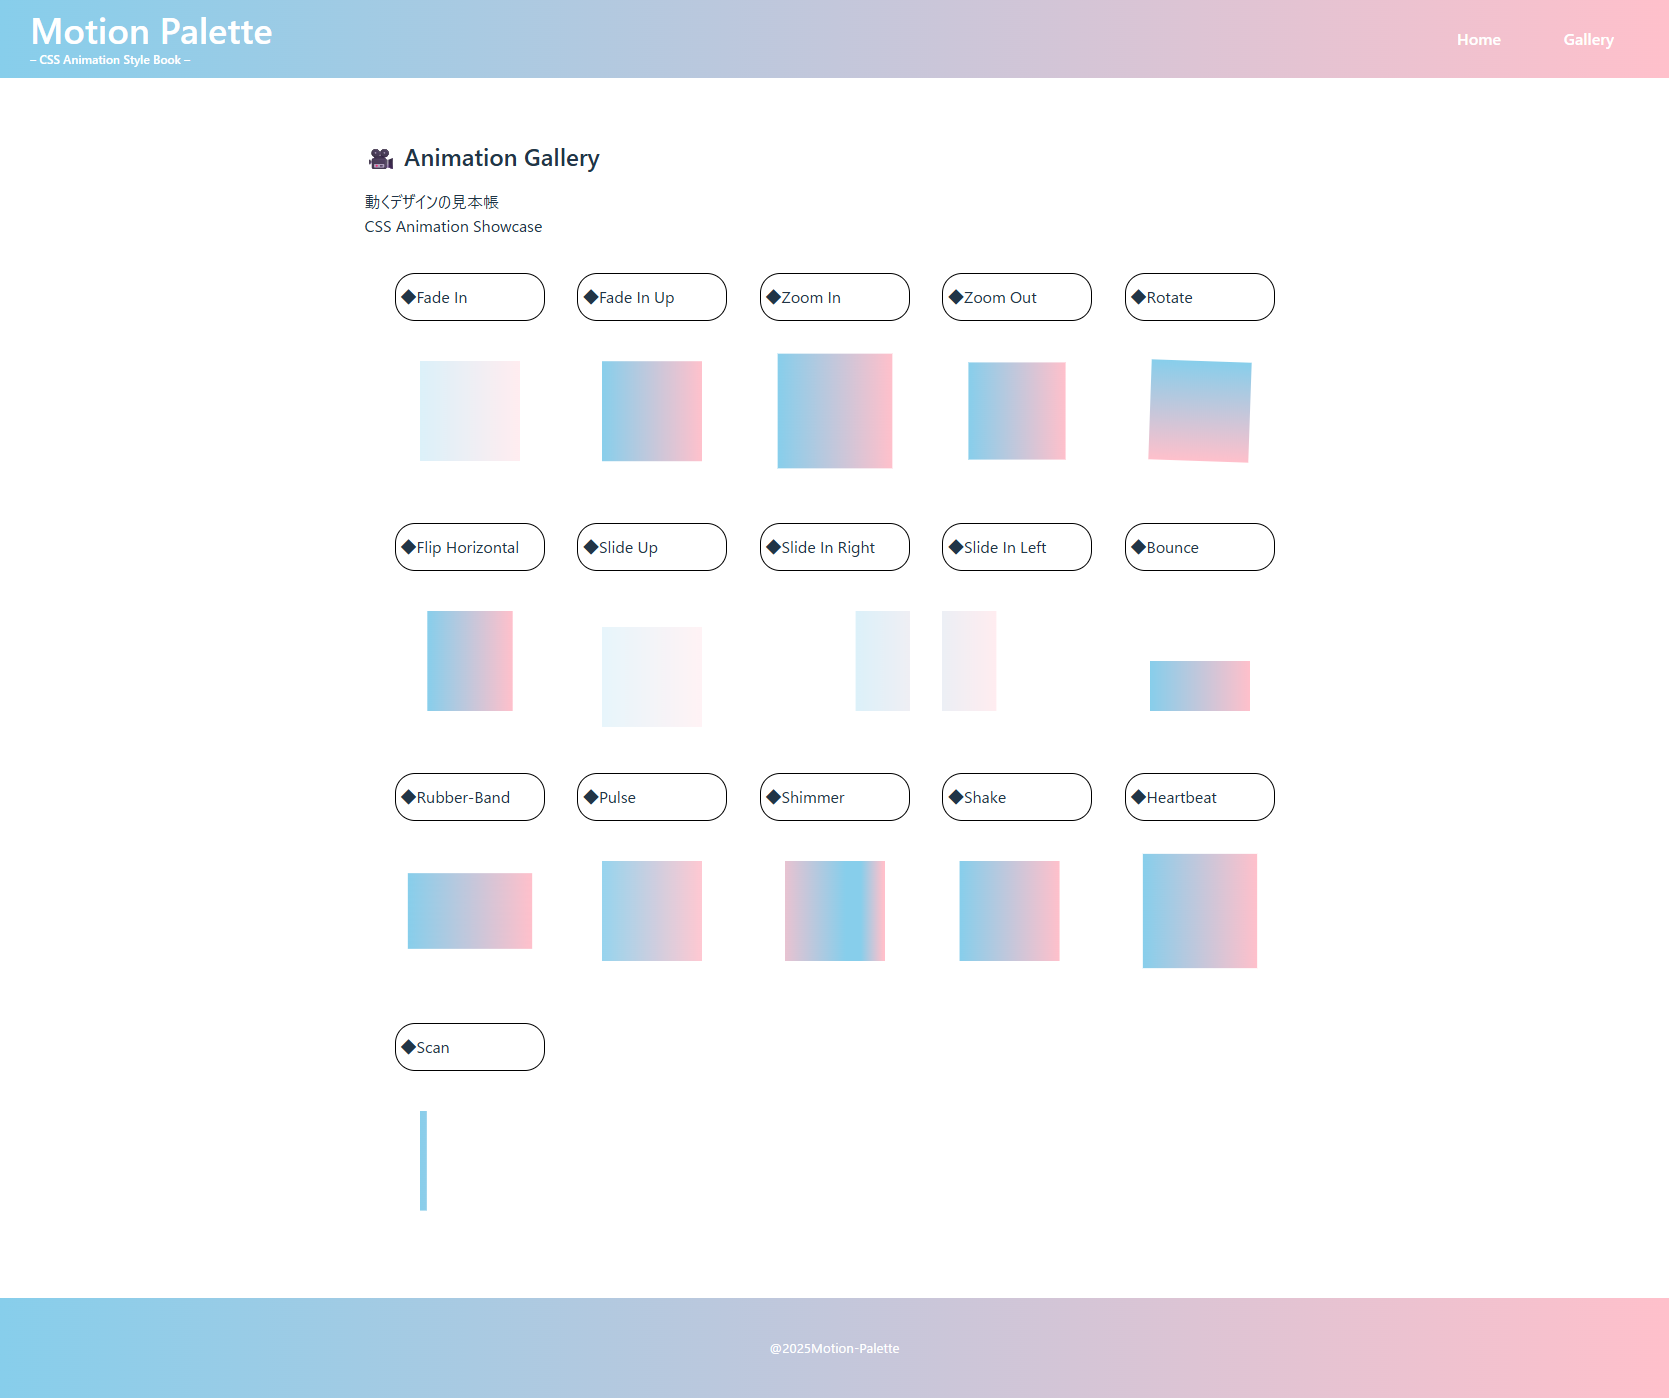 Motion Palette
– CSS Animation Style Book –
Home
Gallery
🎥 Animation Gallery
動くデザインの見本帳
CSS Animation Showcase
◆Fade In
◆Fade In Up
◆Zoom In
◆Zoom Out
◆Rotate
◆Flip Horizontal
◆Slide Up
◆Slide In Right
◆Slide In Left
◆Bounce
◆Rubber-Band
◆Pulse
◆Shimmer
◆Shake
◆Heartbeat
◆Scan
@2025Motion-Palette